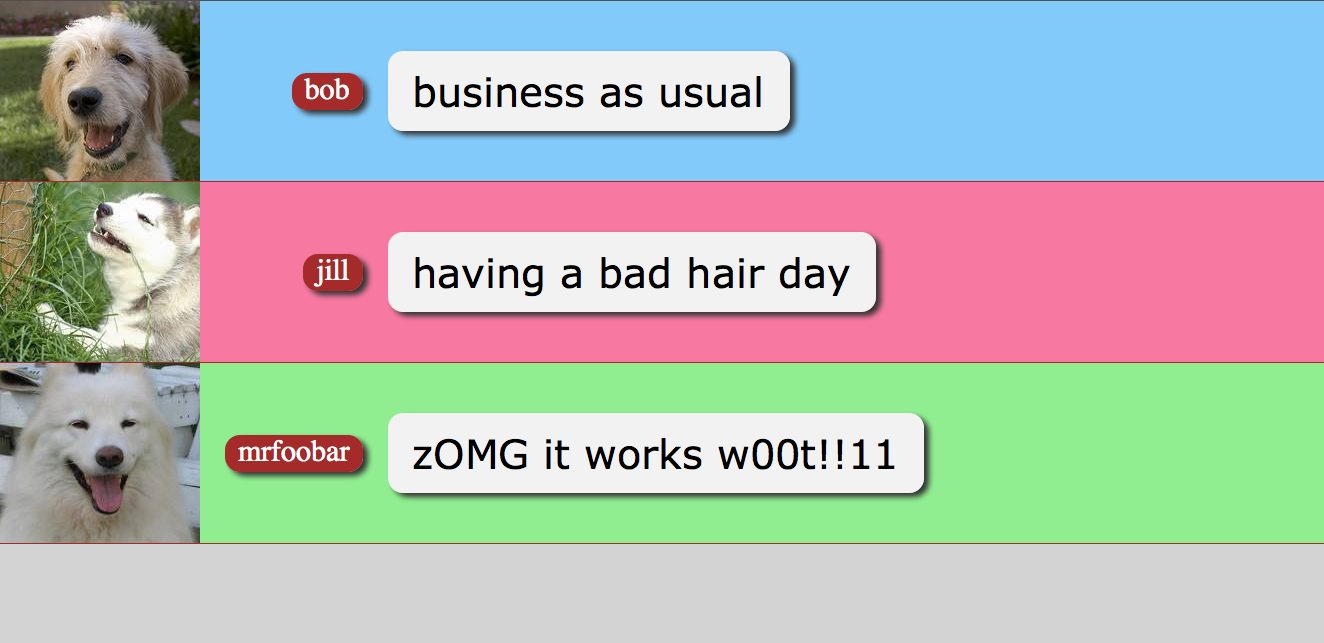 bob
business as usual
jill
having a bad hair day
mrfoobar
zOMG it works w00t!!11